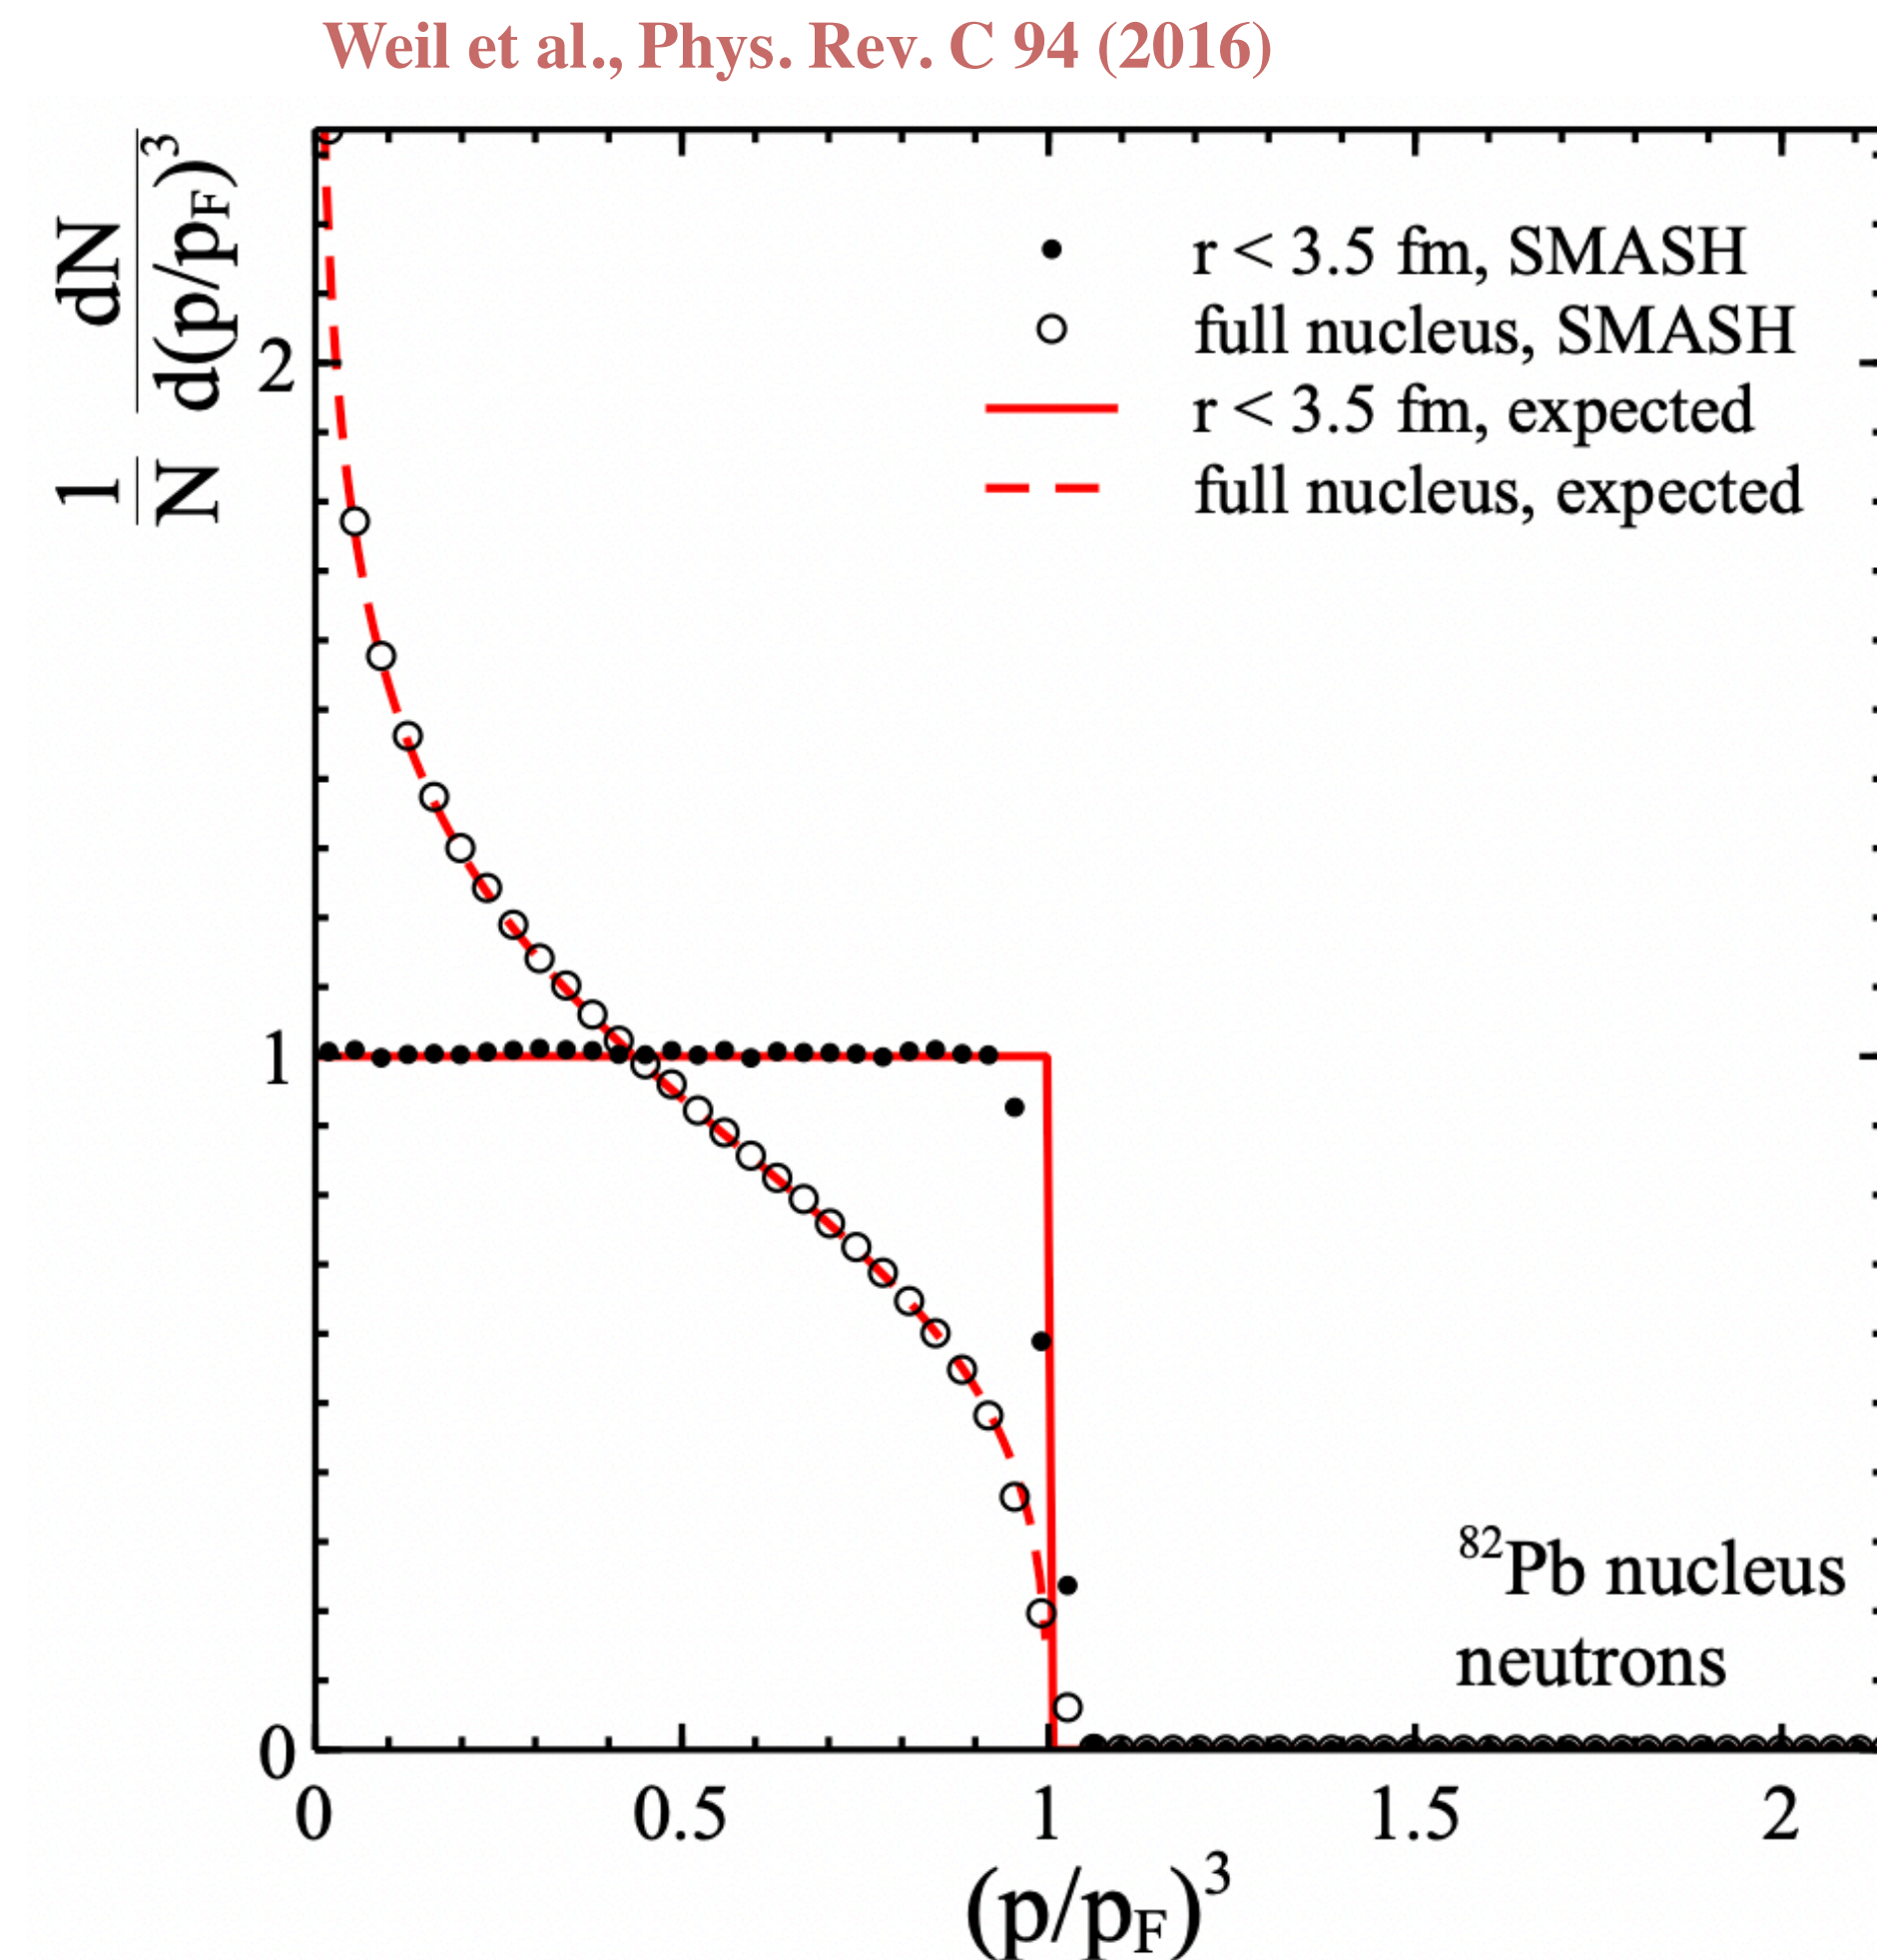 Weil et al., Phys. Rev. C 94 (2016)
1 dN
N d(p/p_F)^3
r < 3.5 fm, SMASH
full nucleus, SMASH
r < 3.5 fm, expected
full nucleus, expected
2
1
0
^82Pb nucleus
neutrons
0 0.5 1 1.5 2
(p/p_F)^3